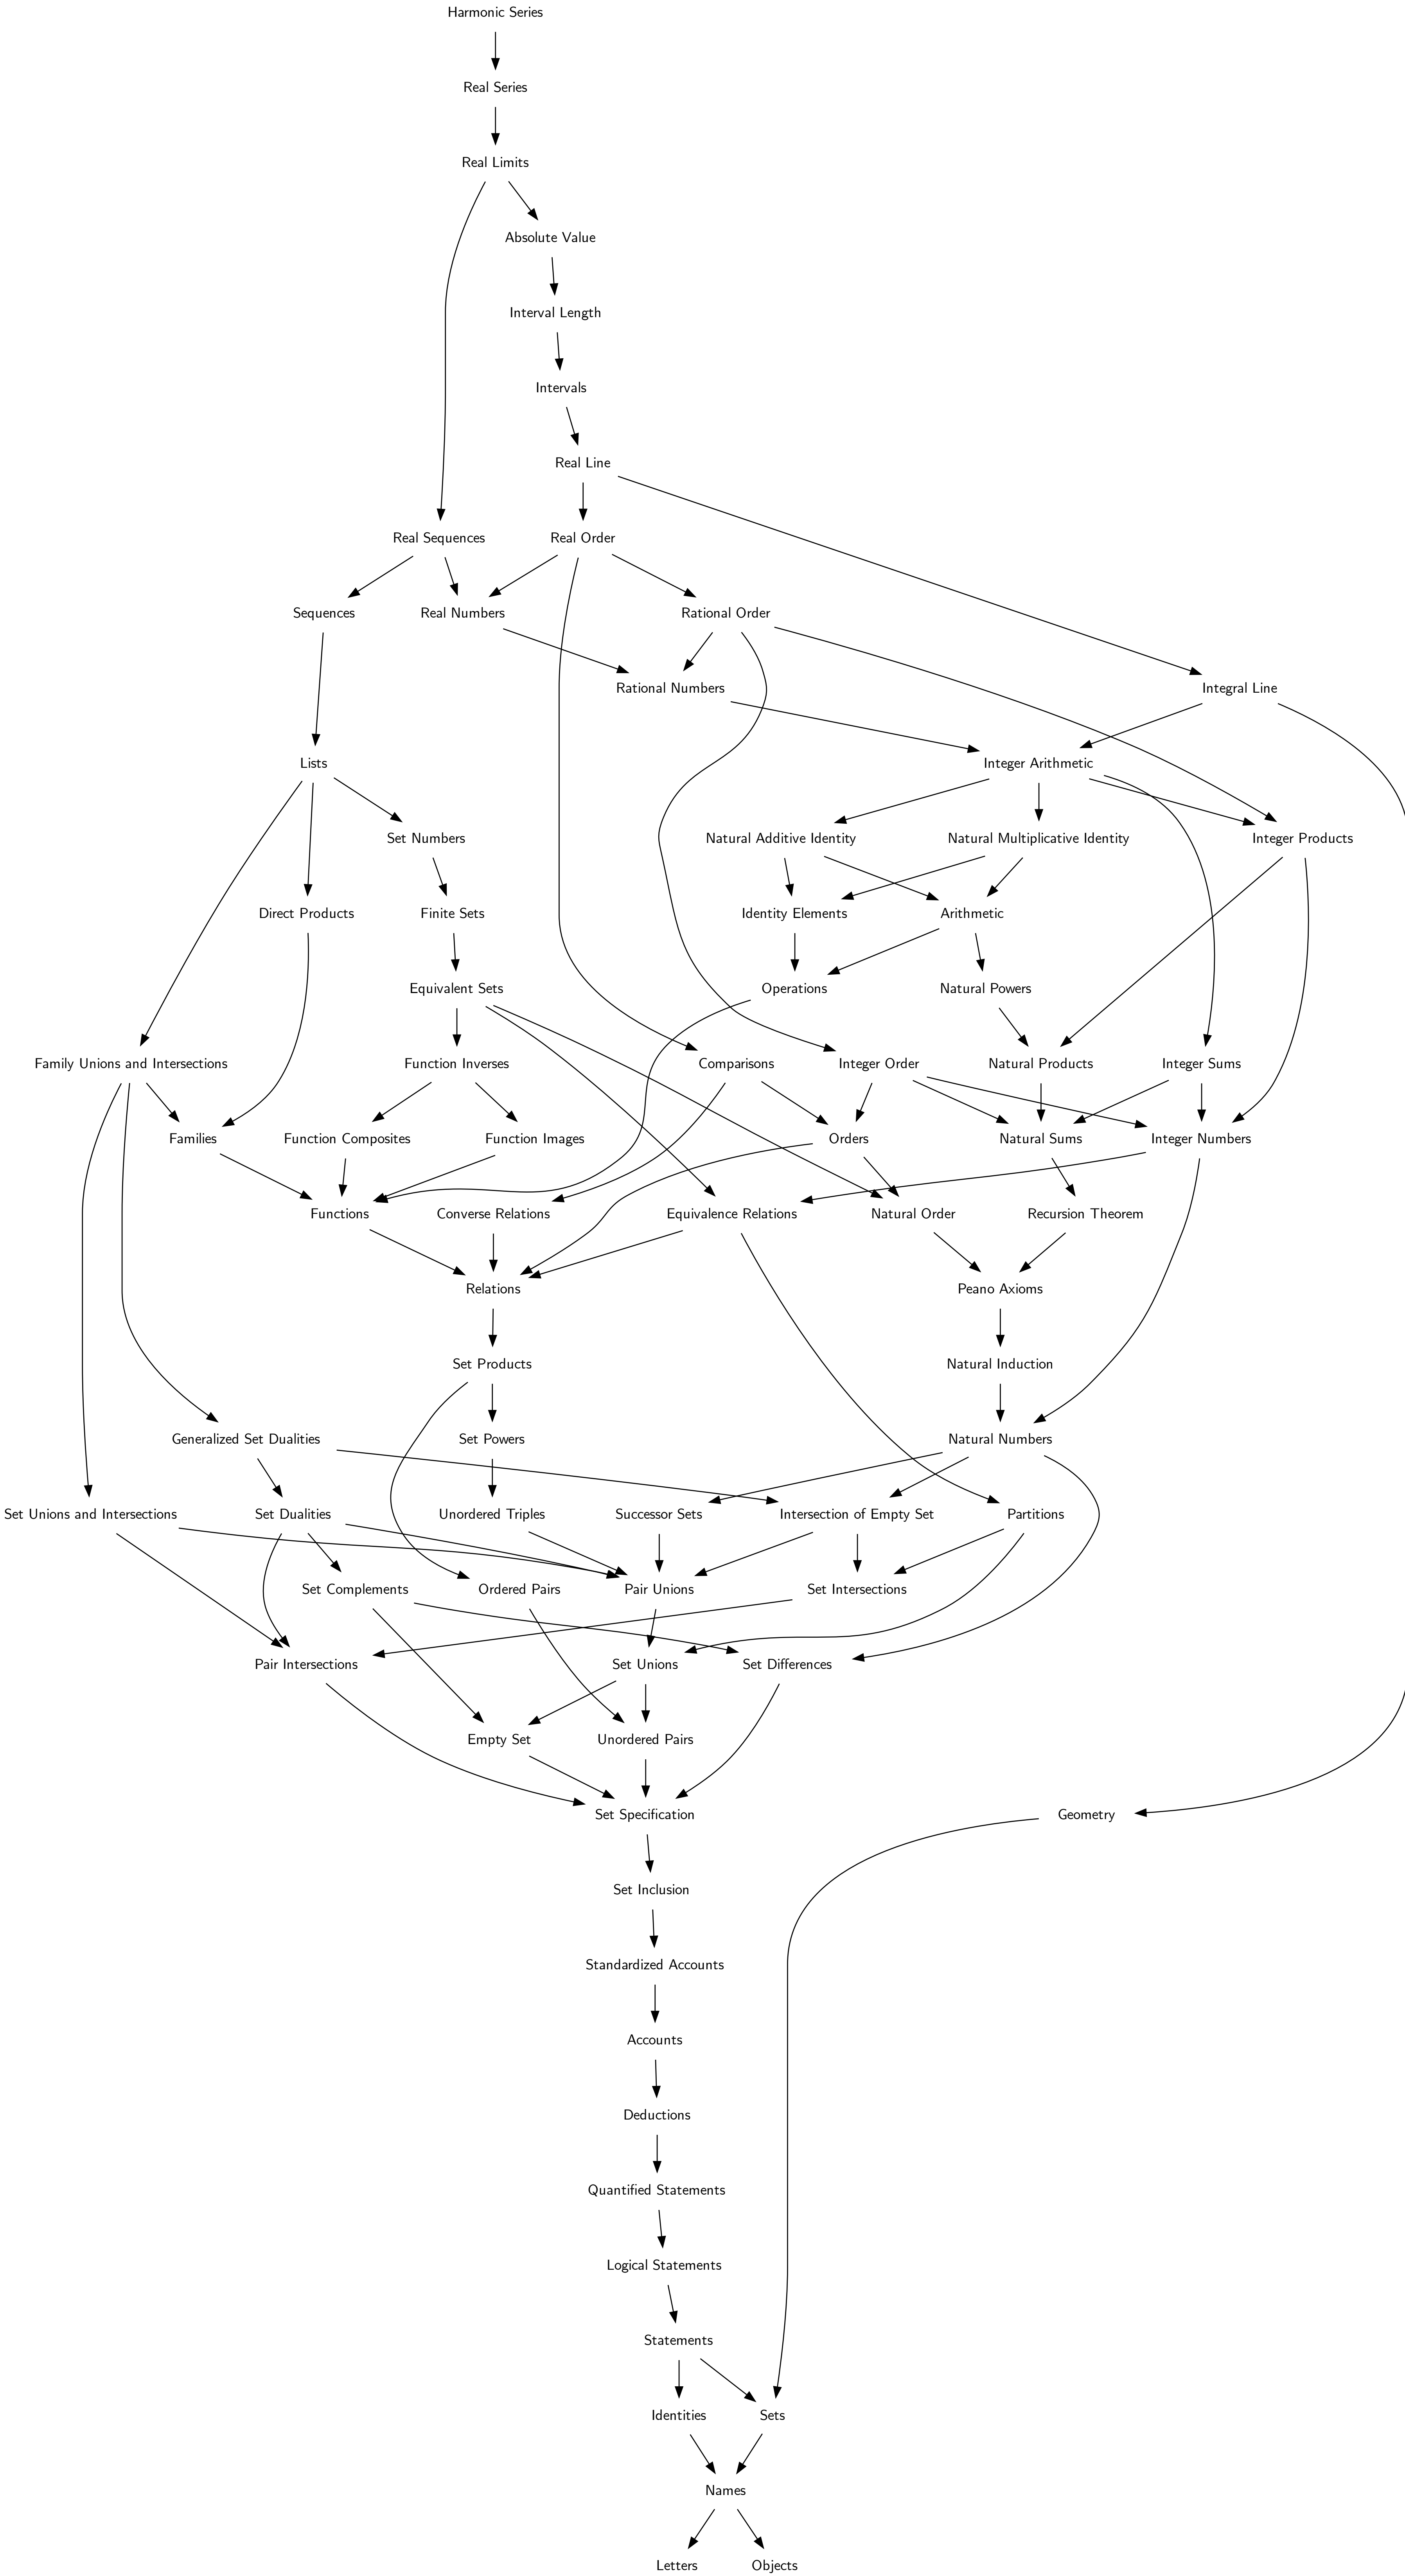 Harmonic Series
Real Series
Real Limits
Absolute Value
Interval Length
Intervals
Real Line
Real Sequences
Real Order
Sequences
Real Numbers
Rational Order
Rational Numbers
Integral Line
Lists
Integer Arithmetic
Set Numbers
Natural Additive Identity
Natural Multiplicative Identity
Integer Products
Direct Products
Finite Sets
Identity Elements
Arithmetic
Equivalent Sets
Operations
Natural Powers
Family Unions and Intersections
Function Inverses
Comparisons
Integer Order
Natural Products
Integer Sums
Families
Function Composites
Function Images
Orders
Natural Sums
Integer Numbers
Functions
Converse Relations
Equivalence Relations
Natural Order
Recursion Theorem
Relations
Peano Axioms
Set Products
Natural Induction
Generalized Set Dualities
Set Powers
Natural Numbers
Set Unions and Intersections
Set Dualities
Unordered Triples
Successor Sets
Intersection of Empty Set
Partitions
Set Complements
Ordered Pairs
Pair Unions
Set Intersections
Pair Intersections
Set Unions
Set Differences
Empty Set
Unordered Pairs
Set Specification
Geometry
Set Inclusion
Standardized Accounts
Accounts
Deductions
Quantified Statements
Logical Statements
Statements
Identities
Sets
Names
Letters
Objects